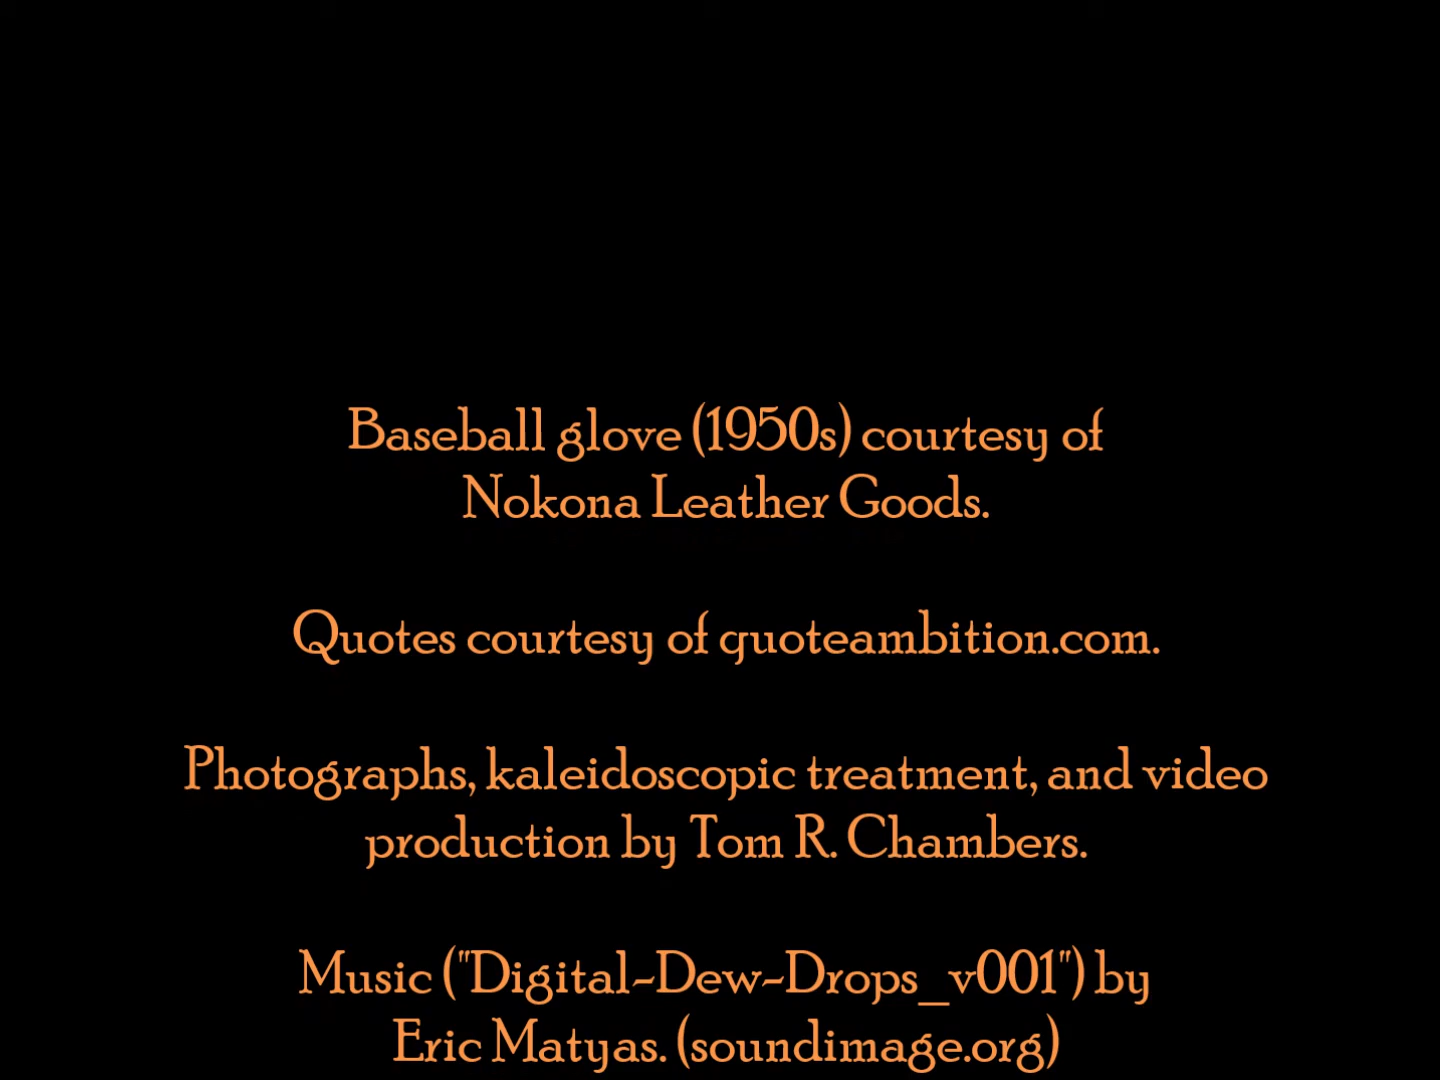 Baseball glove (1950s) courtesy of
Nokona Leather Goods.
Quotes courtesy of quoteambition.com.
Photographs, kaleidoscopic treatment, and video
production by Tom R. Chambers.
Music ("Digital-Dew-Drops_v001") by
Eric Matyas. (soundimage.org)